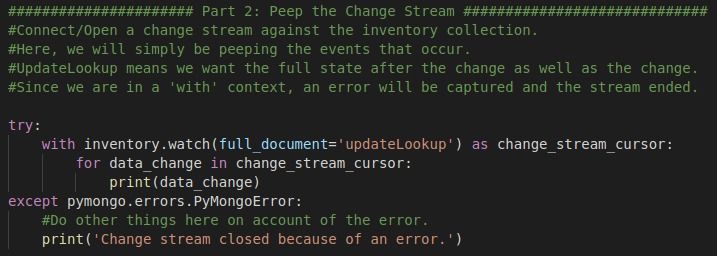 ###################### Part 2: Peep the Change Stream #############################
#Connect/Open a change stream against the inventory collection.
#Here, we will simply be peeping the events that occur.
#UpdateLookup means we want the full state after the change as well as the change.
#Since we are in a 'with' context, an error will be captured and the stream ended.

try:
    with inventory.watch(full_document='updateLookup') as change_stream_cursor:
        for data_change in change_stream_cursor:
            print(data_change)
except pymongo.errors.PyMongoError:
    #Do other things here on account of the error.
    print('Change stream closed because of an error.')